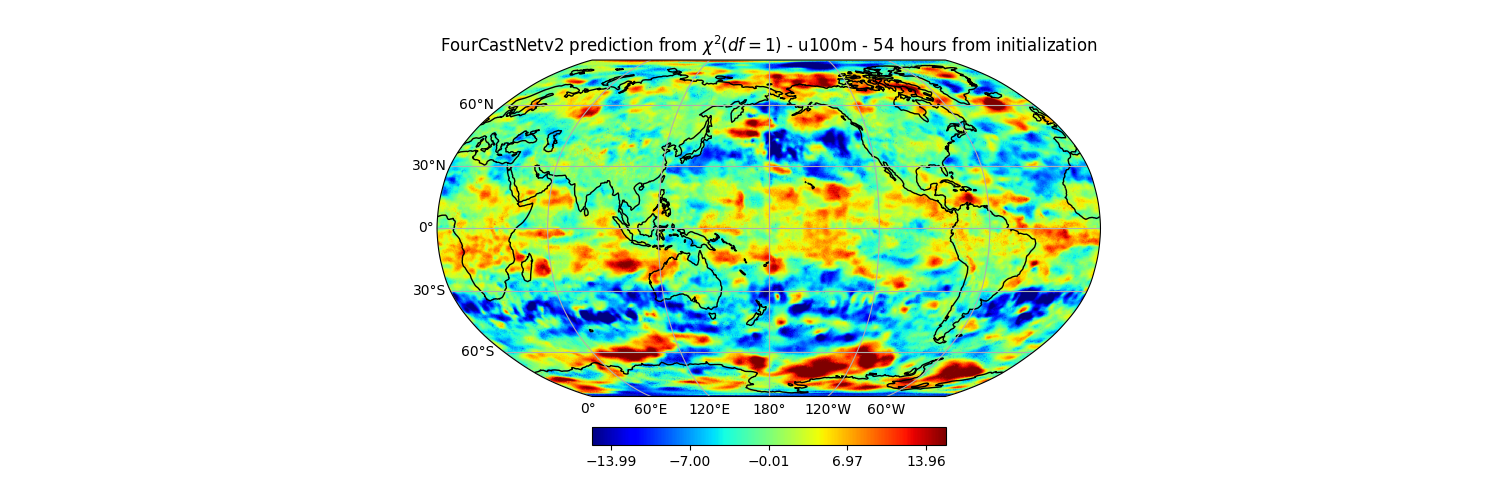 FourCastNetv2 prediction from χ²(df = 1) - u100m - 54 hours from initialization
60°N
30°N
0°
30°S
60°S
0° 60°E 120°E 180° 120°W 60°W
−13.99 −7.00 −0.01 6.97 13.96